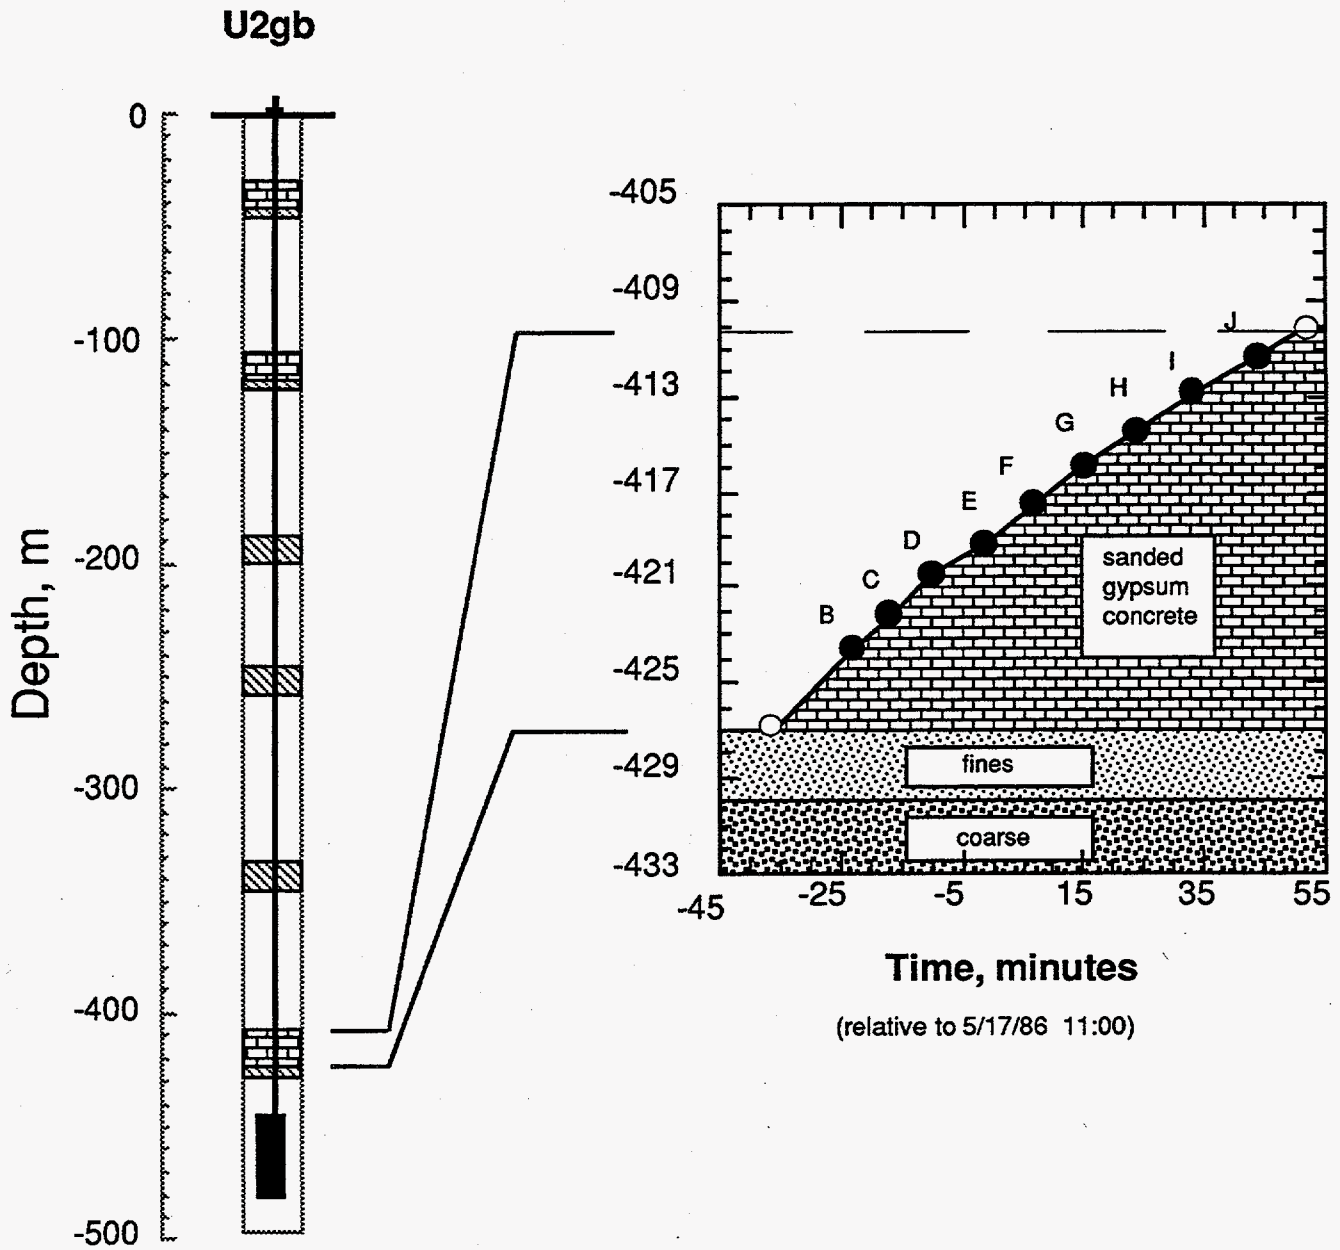 U2gb
Depth, m
0
-100
-200
-300
-400
-500
-405
-409
-413
-417
-421
-425
-429
-433
J
I
H
G
F
E
D
C
B
sanded
gypsum
concrete
fines
coarse
-45
-25
-5
15
35
55
Time, minutes
(relative to 5/17/86 11:00)